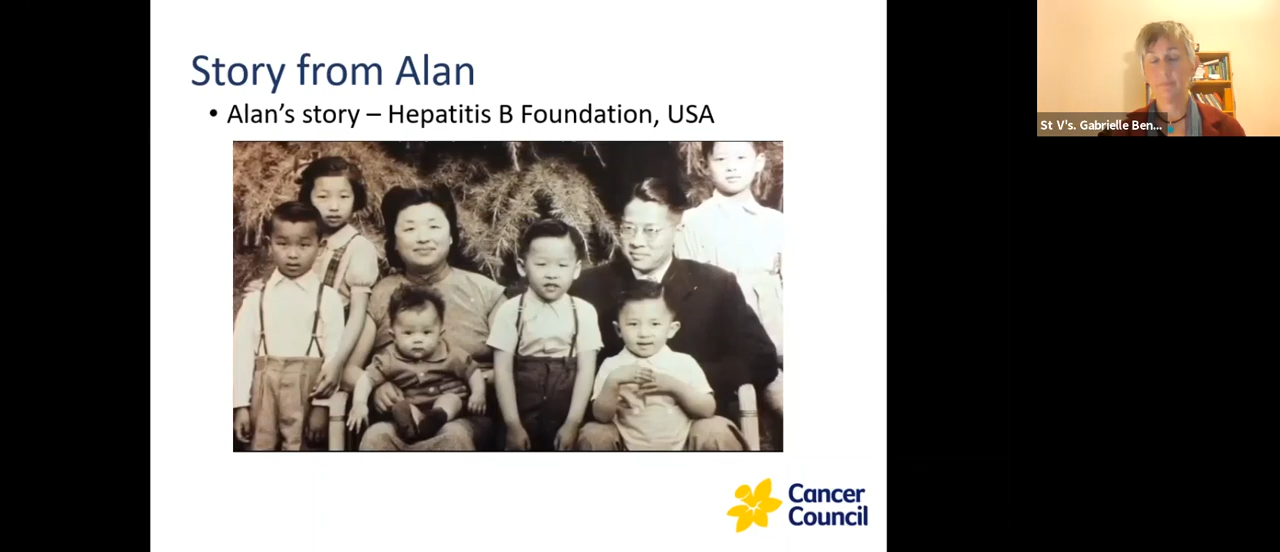 Story from Alan
• Alan’s story – Hepatitis B Foundation, USA
St V's. Gabrielle Ben...
Cancer
Council